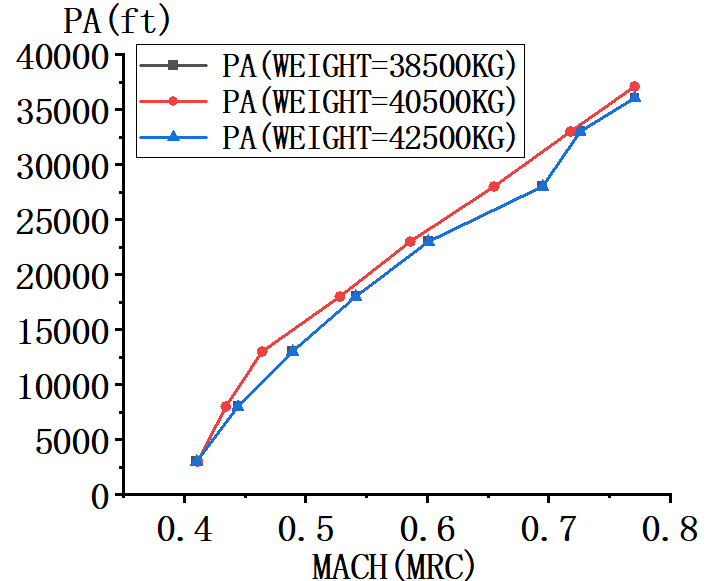 PA(ft)
40000
35000
30000
25000
20000
15000
10000
5000
0
PA(WEIGHT=38500KG)
PA(WEIGHT=40500KG)
PA(WEIGHT=42500KG)
0.4 0.5 0.6 0.7 0.8
MACH(MRC)